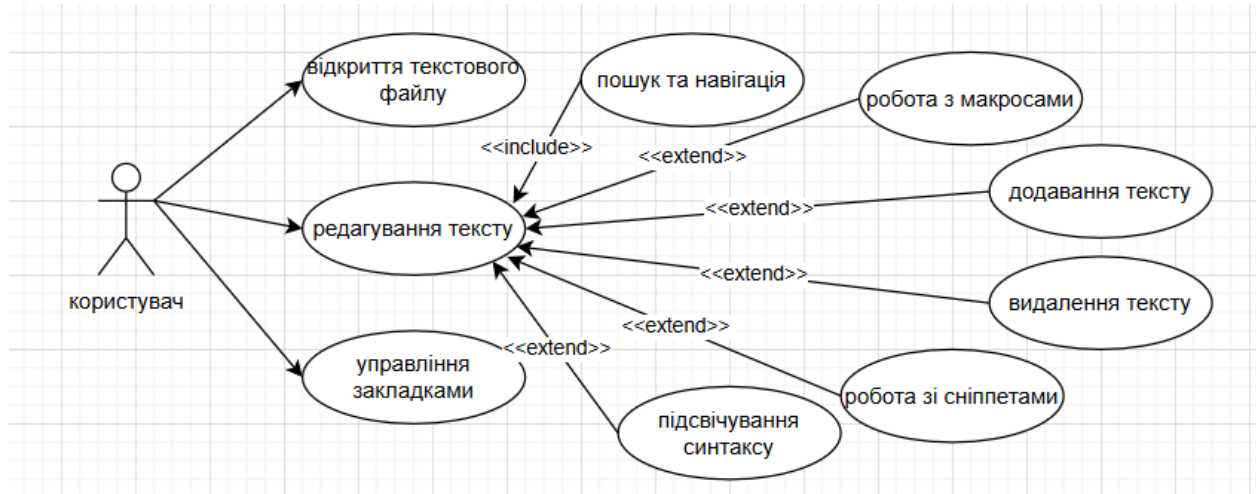 відкриття текстового
файлу
пошук та навігація
робота з макросами
<<include>>
<<extend>>
додавання тексту
<<extend>>
редагування тексту
<<extend>>
видалення тексту
користувач
<<extend>>
<<extend>>
управління
закладками
робота зі сніппетами
підсвічування
синтаксу